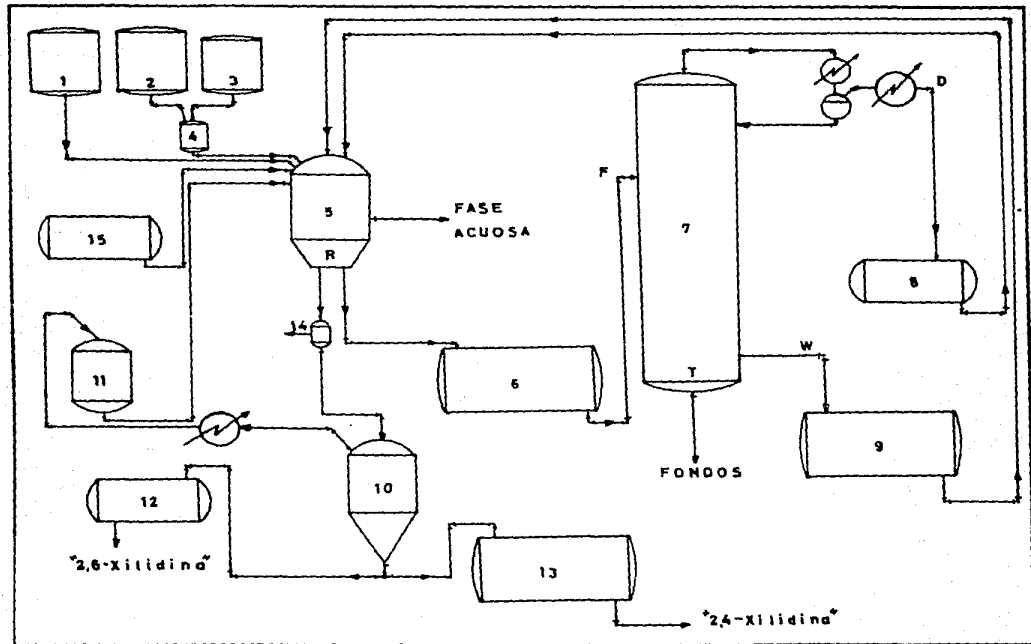 1
2
3
4
D
F
5
FASE
ACUOSA
7
15
R
8
14
W
11
6
T
9
FONDOS
10
12
"2,6-Xilidina"
13
"2,4-Xilidina"